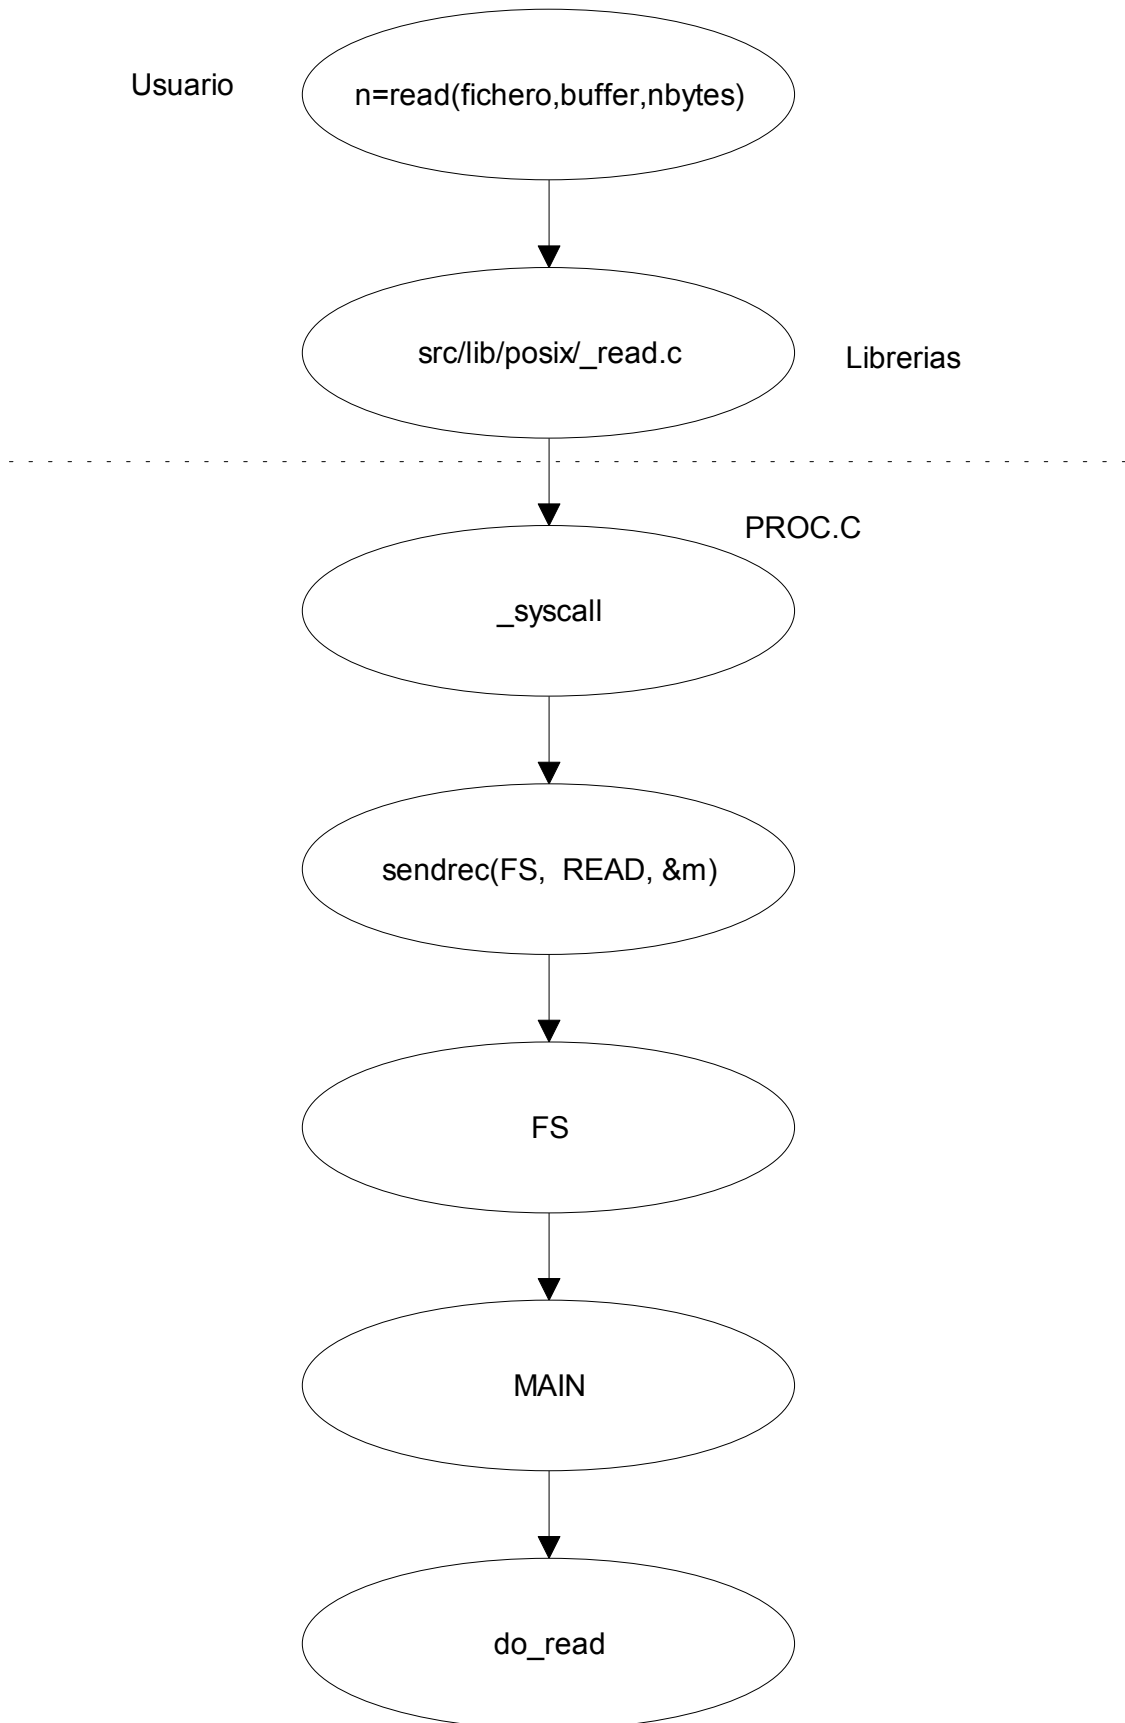 Usuario
n=read(fichero,buffer,nbytes)
src/lib/posix/_read.c
Librerias
PROC.C
_syscall
sendrec(FS,  READ, &m)
FS
MAIN
do_read